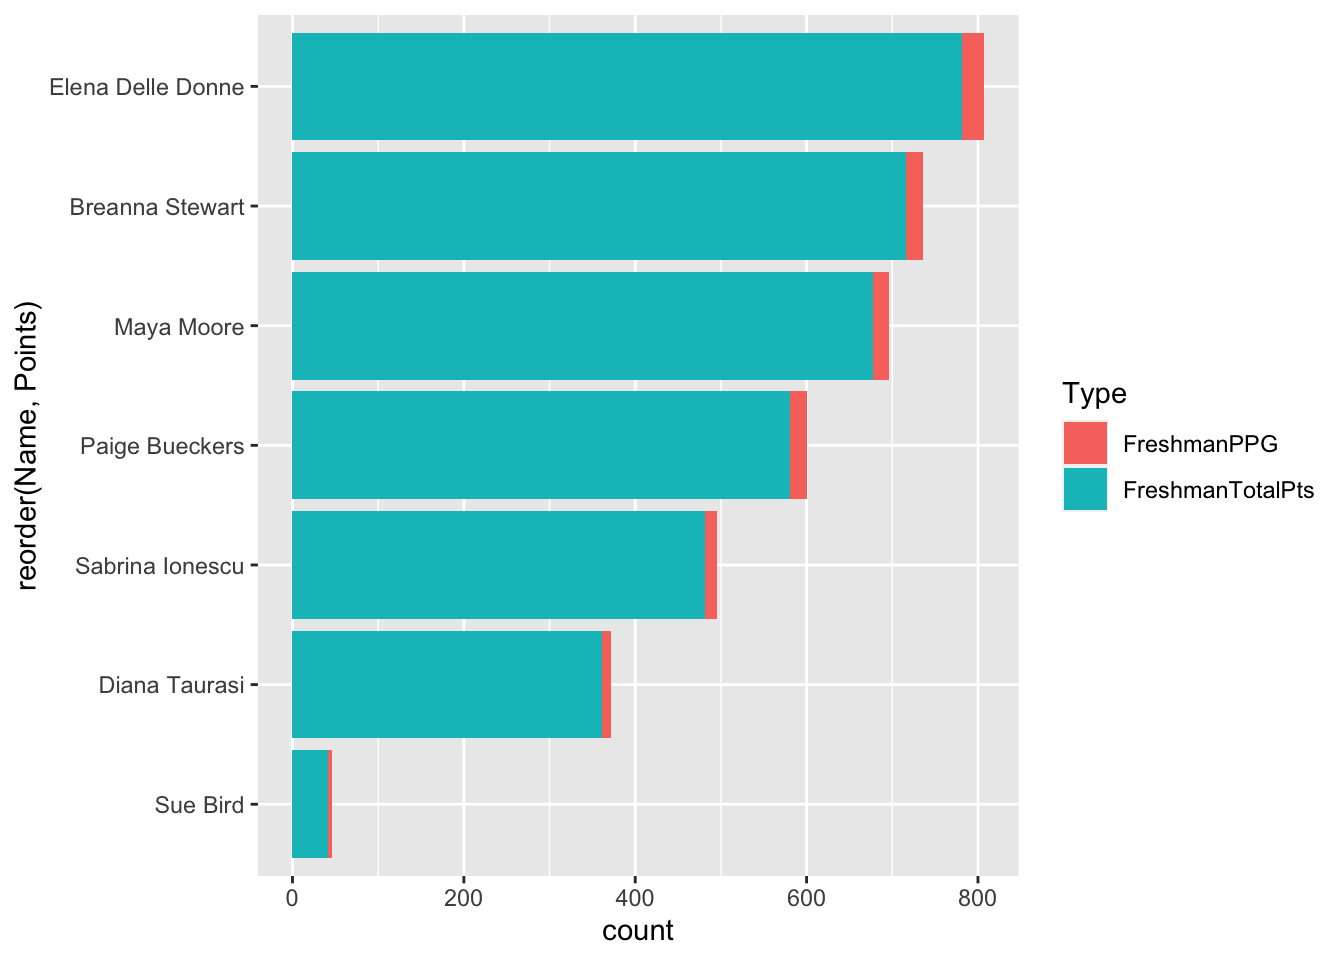 reorder(Name, Points)
Elena Delle Donne
Breanna Stewart
Maya Moore
Paige Bueckers
Sabrina Ionescu
Diana Taurasi
Sue Bird
0 200 400 600 800
count
Type
FreshmanPPG
FreshmanTotalPts